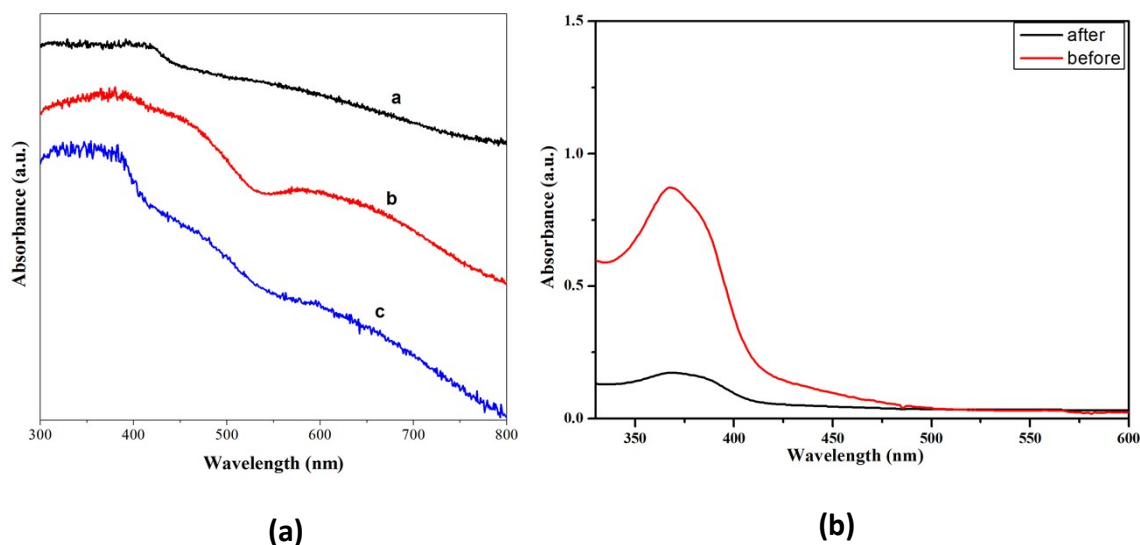 Absorbance (a.u.)
a
b
c
300 400 500 600 700 800
Wavelength (nm)
(a)
Absorbance (a.u.)
1.5
1.0
0.5
0.0
after
before
350 400 450 500 550 600
Wavelength (nm)
(b)